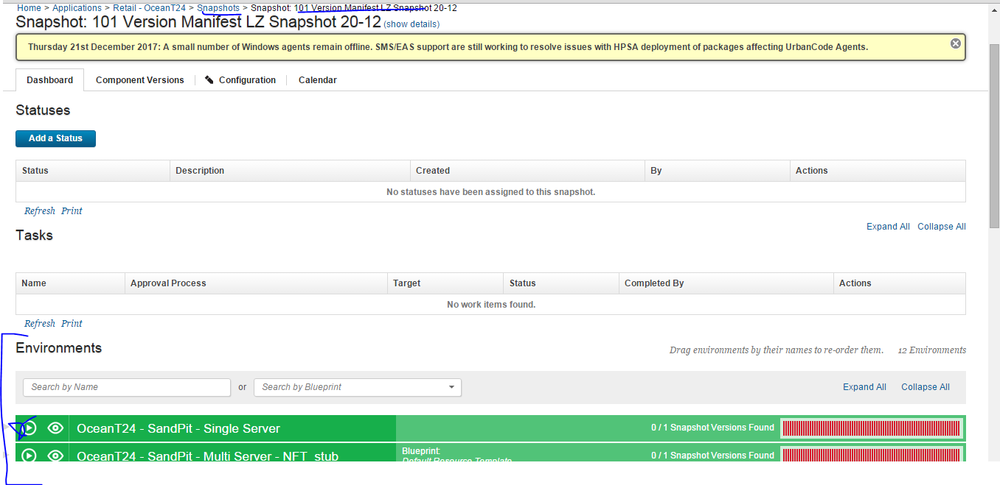 Home > Applications > Retail - OceanT24 > Snapshots > Snapshot: 101 Version Manifest LZ Snapshot 20-12
Snapshot: 101 Version Manifest LZ Snapshot 20-12 (show details)
Thursday 21st December 2017: A small number of Windows agents remain offline. SMS/EAS support are still working to resolve issues with HPSA deployment of packages affecting UrbanCode Agents.
Dashboard Component Versions Configuration Calendar
Statuses
Add a Status
Status Description Created By Actions
No statuses have been assigned to this snapshot.
Refresh Print
Expand All Collapse All
Tasks
Name Approval Process Target Status Completed By Actions
No work items found.
Refresh Print
Environments
Drag environments by their names to re-order them. 12 Environments
Search by Name or Search by Blueprint Expand All Collapse All
OceanT24 - SandPit - Single Server 0 / 1 Snapshot Versions Found
OceanT24 - SandPit - Multi Server - NFT_stub Blueprint: 0 / 1 Snapshot Versions Found
Default Resource Template